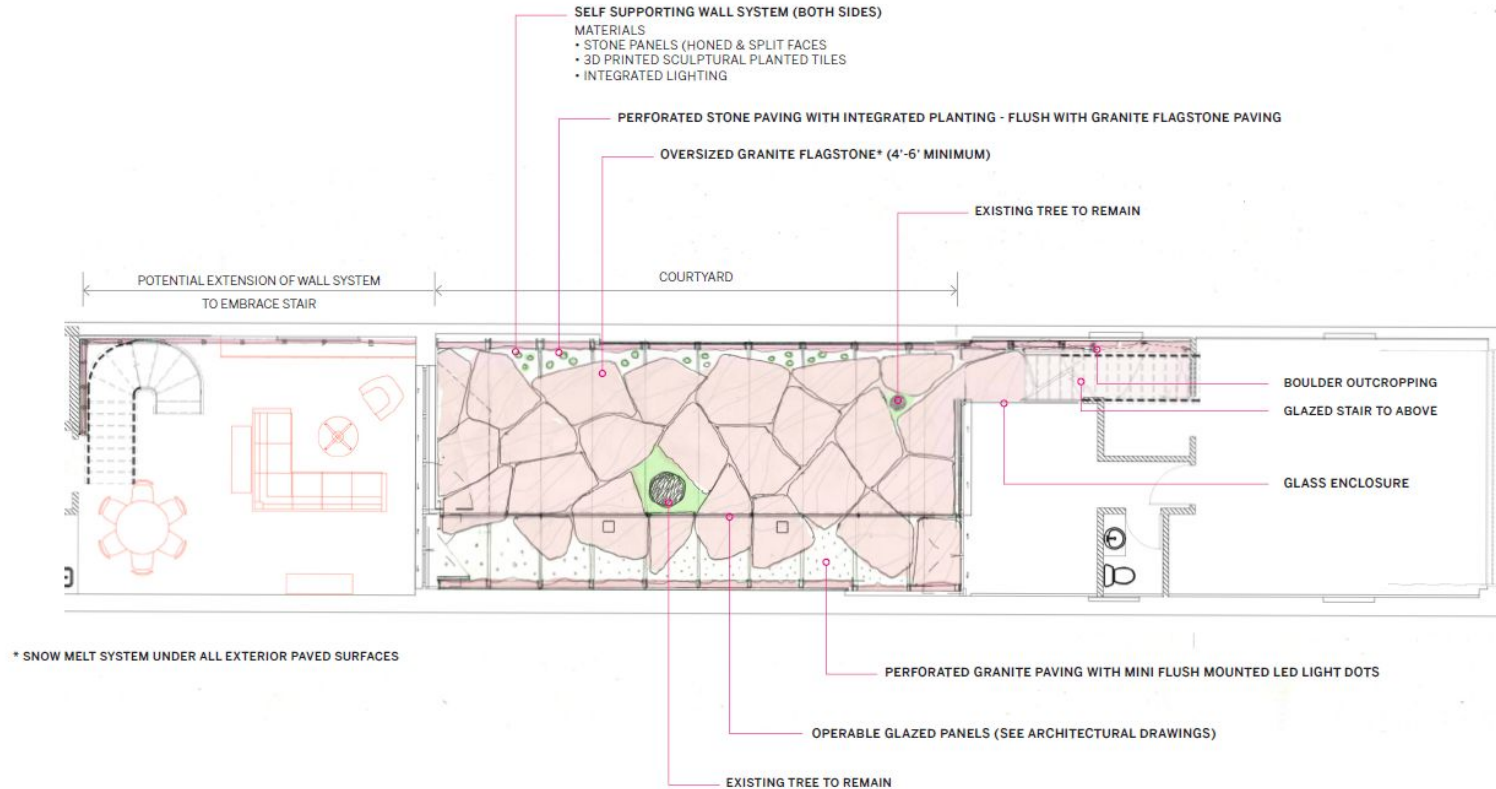 SELF SUPPORTING WALL SYSTEM (BOTH SIDES)
MATERIALS
• STONE PANELS (HONED & SPLIT FACES
• 3D PRINTED SCULPTURAL PLANTED TILES
• INTEGRATED LIGHTING
PERFORATED STONE PAVING WITH INTEGRATED PLANTING - FLUSH WITH GRANITE FLAGSTONE PAVING
OVERSIZED GRANITE FLAGSTONE* (4'-6' MINIMUM)
EXISTING TREE TO REMAIN
POTENTIAL EXTENSION OF WALL SYSTEM
TO EMBRACE STAIR
COURTYARD
BOULDER OUTCROPPING
GLAZED STAIR TO ABOVE
GLASS ENCLOSURE
* SNOW MELT SYSTEM UNDER ALL EXTERIOR PAVED SURFACES
PERFORATED GRANITE PAVING WITH MINI FLUSH MOUNTED LED LIGHT DOTS
OPERABLE GLAZED PANELS (SEE ARCHITECTURAL DRAWINGS)
EXISTING TREE TO REMAIN